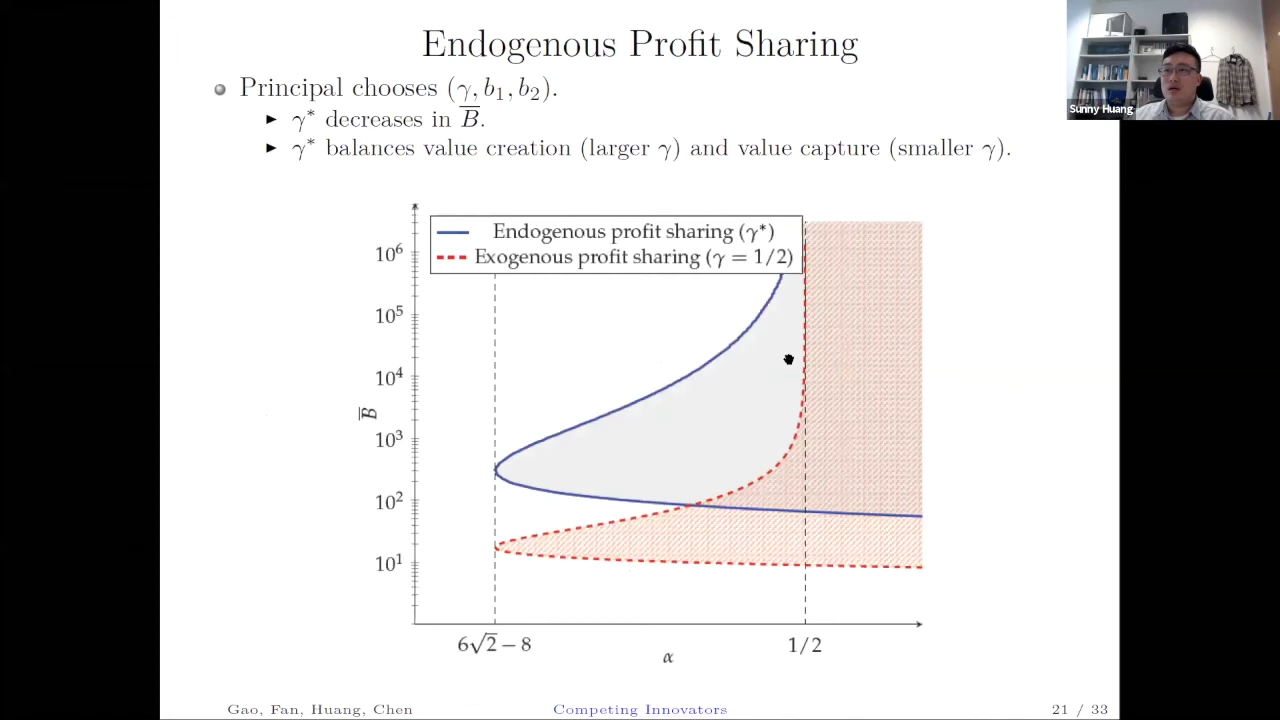 Endogenous Profit Sharing
Principal chooses (γ, b₁, b₂).
γ* decreases in B̅.
γ* balances value creation (larger γ) and value capture (smaller γ).
Sunny Huang
Endogenous profit sharing (γ*)
Exogenous profit sharing (γ = 1/2)
10⁶
10⁵
10⁴
10³
10²
10¹
B̅
6√2 − 8
1/2
α
Gao, Fan, Huang, Chen
Competing Innovators
21 / 33